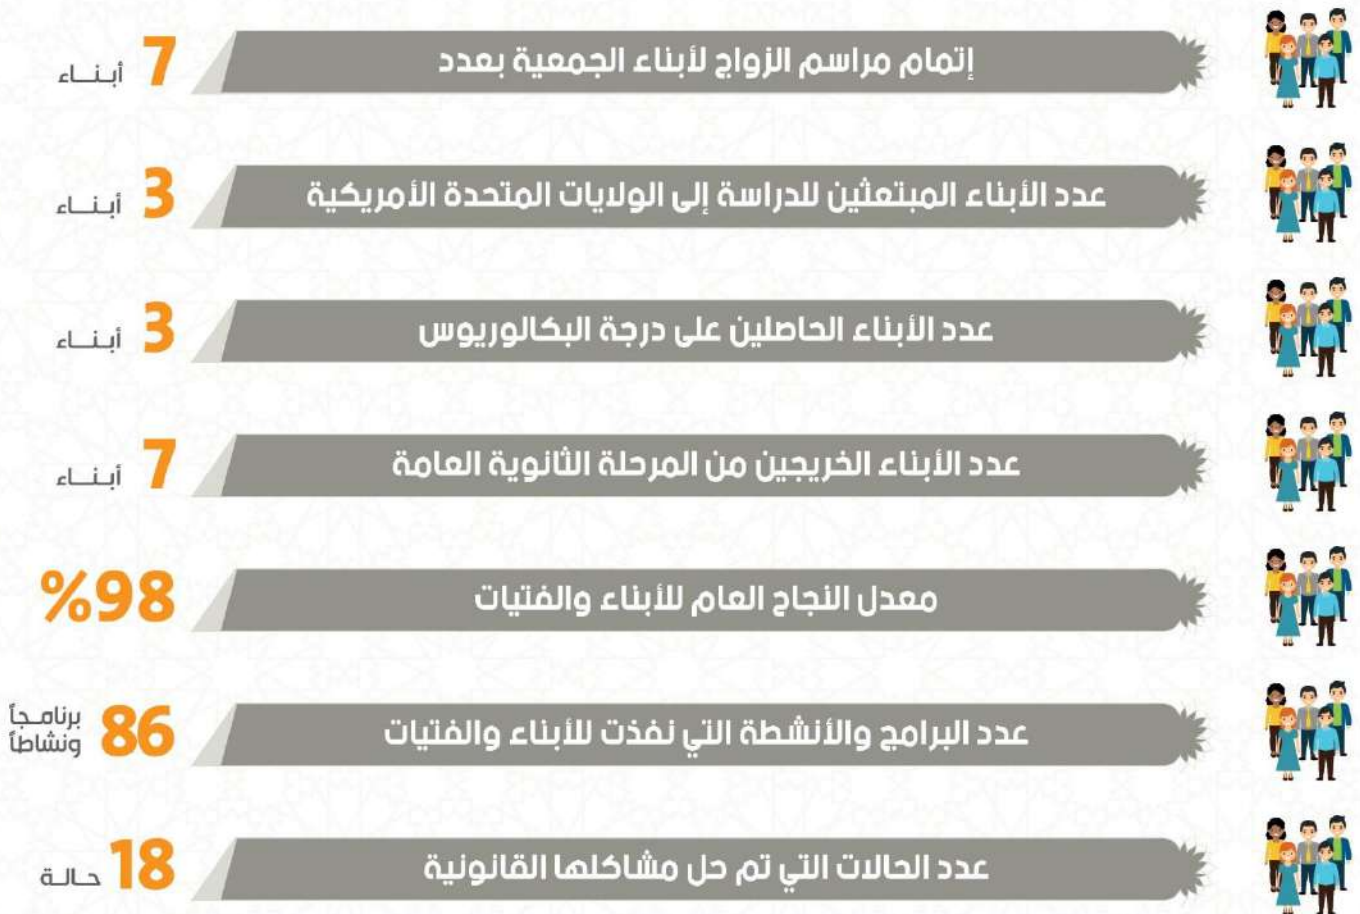 إتمام مراسم الزواج لأبناء الجمعية بعدد 7 أبناء
عدد الأبناء المبتعثين للدراسة إلى الولايات المتحدة الأمريكية 3 أبناء
عدد الأبناء الحاصلين على درجة البكالوريوس 3 أبناء
عدد الأبناء الخريجين من المرحلة الثانوية العامة 7 أبناء
معدل النجاح العام للأبناء والفتيات %98
عدد البرامج والأنشطة التي نفذت للأبناء والفتيات 86 برنامجاً
ونشاطاً
عدد الحالات التي تم حل مشاكلها القانونية 18 حالة